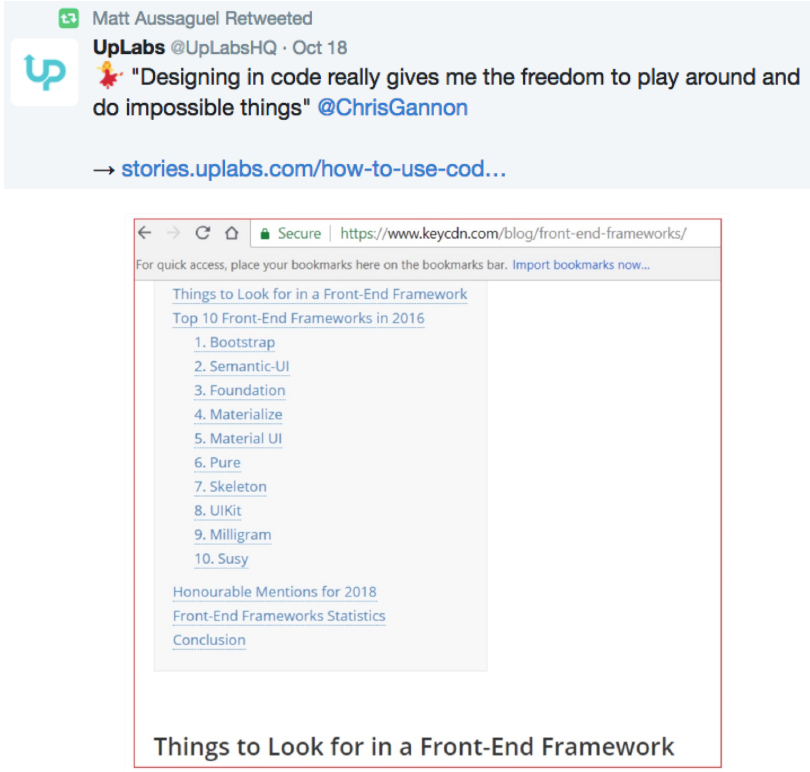 Matt Aussaguel Retweeted
UpLabs @UpLabsHQ · Oct 18
"Designing in code really gives me the freedom to play around and
do impossible things" @ChrisGannon
→ stories.uplabs.com/how-to-use-cod...
Secure | https://www.keycdn.com/blog/front-end-frameworks/
For quick access, place your bookmarks here on the bookmarks bar. Import bookmarks now...
Things to Look for in a Front-End Framework
Top 10 Front-End Frameworks in 2016
1. Bootstrap
2. Semantic-UI
3. Foundation
4. Materialize
5. Material UI
6. Pure
7. Skeleton
8. UIKit
9. Milligram
10. Susy
Honourable Mentions for 2018
Front-End Frameworks Statistics
Conclusion
Things to Look for in a Front-End Framework